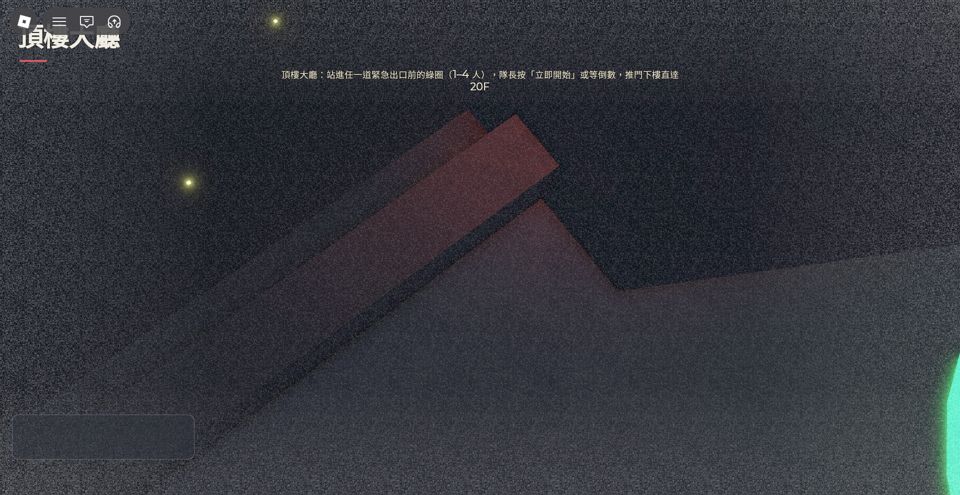 頂樓大廳
頂樓大廳：站進任一道緊急出口前的綠圈（1–4 人），隊長按「立即開始」或等倒數，推門下樓直達
20F